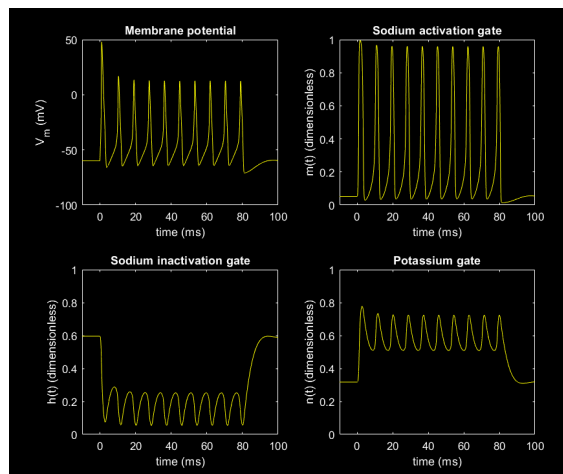 Membrane potential
50
0
-50
-100
V_m (mV)
0 20 40 60 80 100
time (ms)
Sodium activation gate
1
0.8
0.6
0.4
0.2
0
m(t) (dimensionless)
0 20 40 60 80 100
time (ms)
Sodium inactivation gate
1
0.8
0.6
0.4
0.2
0
h(t) (dimensionless)
0 20 40 60 80 100
time (ms)
Potassium gate
1
0.8
0.6
0.4
0.2
0
n(t) (dimensionless)
0 20 40 60 80 100
time (ms)